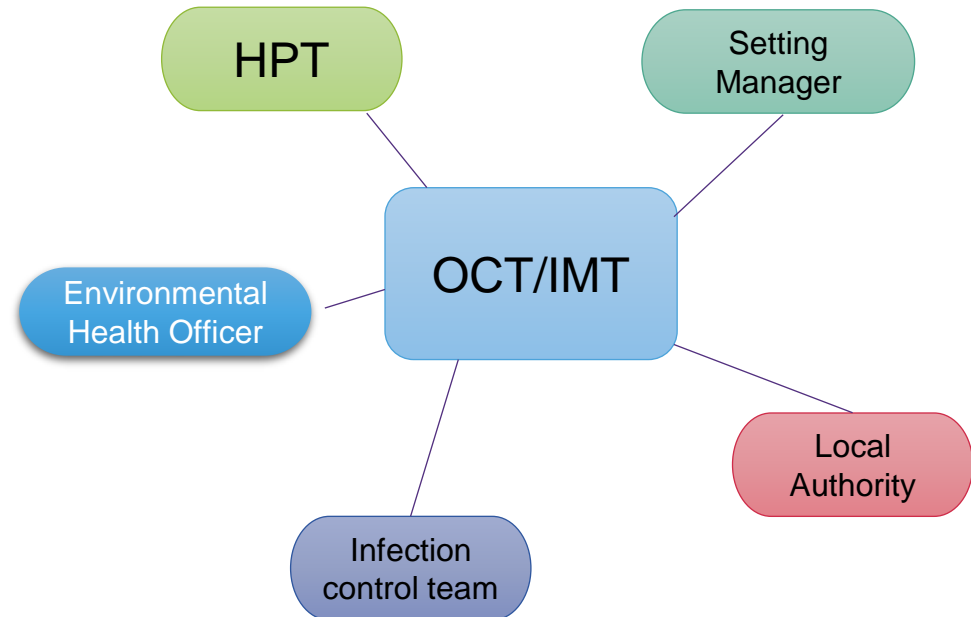 HPT
Setting
Manager
OCT/IMT
Environmental
Health Officer
Local
Authority
Infection
control team